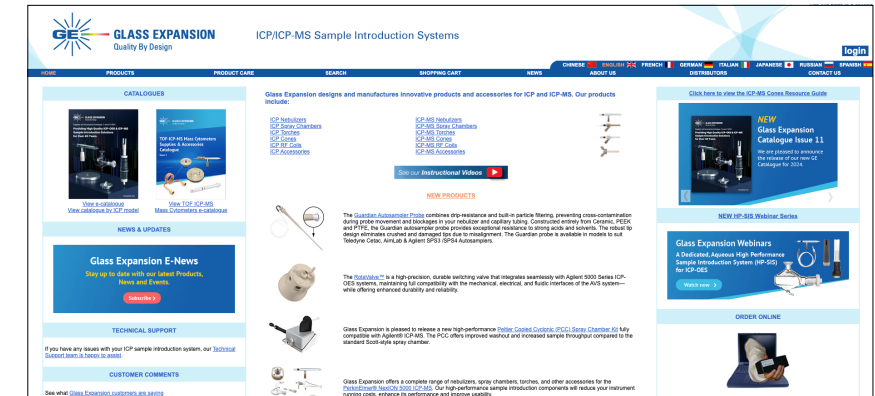 GE GLASS EXPANSION
Quality By Design
ICP/ICP-MS Sample Introduction Systems
login
CHINESE ENGLISH FRENCH GERMAN ITALIAN JAPANESE RUSSIAN SPANISH
HOME PRODUCTS PRODUCT CARE SEARCH SHOPPING CART NEWS ABOUT US DISTRIBUTORS CONTACT US
CATALOGUES
TOF-ICP-MS Mass Cytometers
Supplies & Accessories
Catalogue
View e-catalogue
View catalogue by ICP model
View TOF ICP-MS
Mass Cytometers e-catalogue
NEWS & UPDATES
Glass Expansion E-News
Stay up to date with our latest Products,
News and Events.
Subscribe >
TECHNICAL SUPPORT
If you have any issues with your ICP sample introduction system, our Technical
Support team is happy to assist.
CUSTOMER COMMENTS
See what Glass Expansion customers are saying
Glass Expansion designs and manufactures innovative products and accessories for ICP and ICP-MS. Our products
include:
ICP Nebulizers
ICP Spray Chambers
ICP Torches
ICP Cones
ICP RF Coils
ICP Accessories
ICP-MS Nebulizers
ICP-MS Spray Chambers
ICP-MS Torches
ICP-MS Cones
ICP-MS RF Coils
ICP-MS Accessories
See our Instructional Videos
NEW PRODUCTS
The Guardian Autosampler Probe combines drip-resistance and built-in particle filtering, preventing cross-contamination
during probe movement and blockages in your nebulizer and capillary tubing. Constructed entirely from Ceramic, PEEK
and PTFE, the Guardian autosampler probe provides exceptional resistance to strong acids and solvents. The robust tip
design eliminates crushed and damaged tips due to misalignment. The Guardian probe is available in models to suit
Teledyne Cetac, AimLab & Agilent SPS3 /SPS4 Autosamplers.
The RotaValve™ is a high-precision, durable switching valve that integrates seamlessly with Agilent 5000 Series ICP-
OES systems, maintaining full compatibility with the mechanical, electrical, and fluidic interfaces of the AVS system—
while offering enhanced durability and reliability.
Glass Expansion is pleased to release a new high-performance Peltier Cooled Cyclonic (PCC) Spray Chamber Kit fully
compatible with Agilent® ICP-MS. The PCC offers improved washout and increased sample throughput compared to the
standard Scott-style spray chamber.
Glass Expansion offers a complete range of nebulizers, spray chambers, torches, and other accessories for the
PerkinElmer® NexION 5000 ICP-MS. Our high-performance sample introduction components will reduce your instrument
running costs, enhance its performance and improve usability.
Click here to view the ICP-MS Cones Resource Guide
NEW
Glass Expansion
Catalogue Issue 11
We are pleased to announce
the release of our new GE
Catalogue for 2024.
NEW HP-SIS Webinar Series
Glass Expansion Webinars
A Dedicated, Aqueous High Performance
Sample Introduction System (HP-SIS)
for ICP-OES
Watch now >
ORDER ONLINE